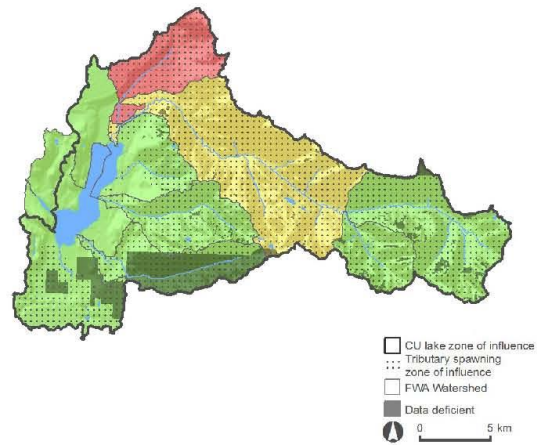 CU lake zone of influence
Tributary spawning
zone of influence
FWA Watershed
Data deficient
0 5 km